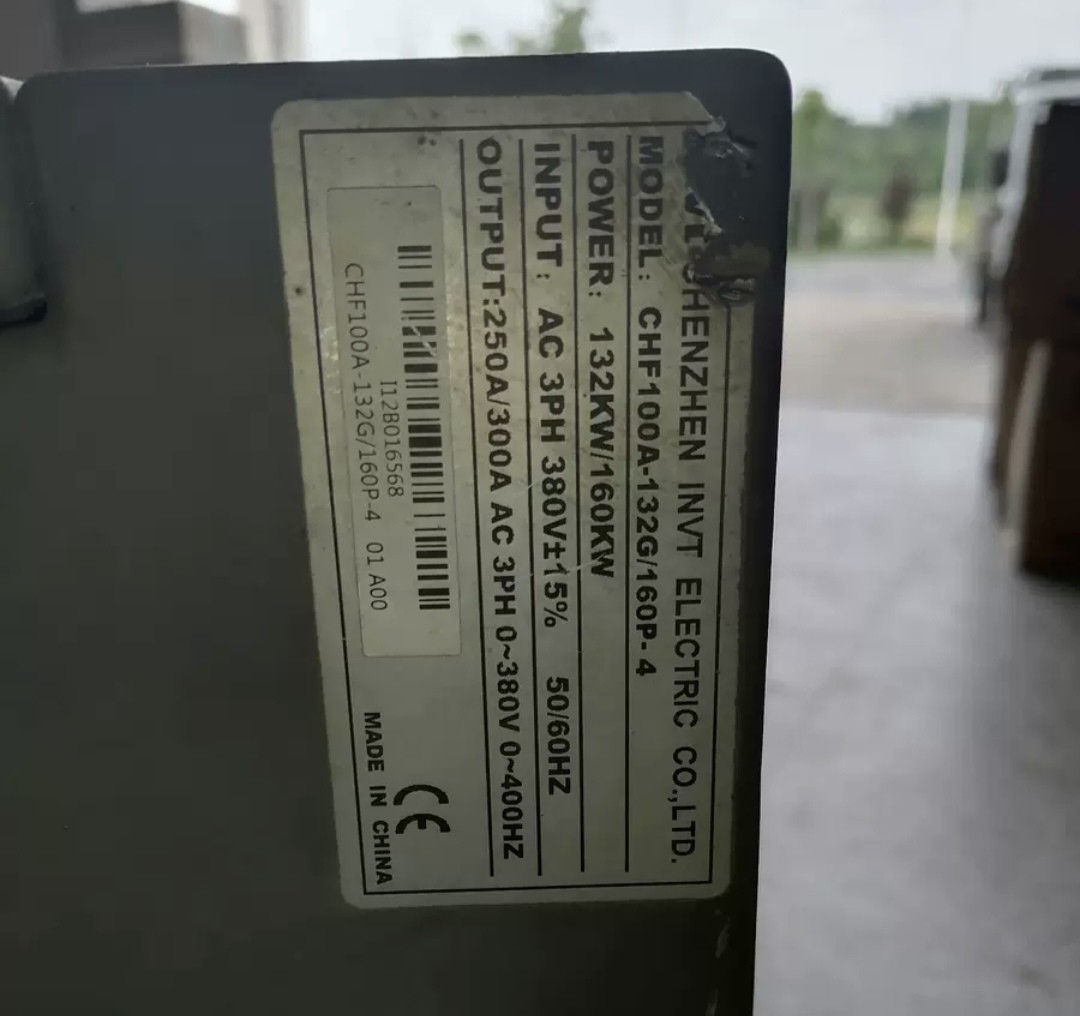 SHENZHEN INVT ELECTRIC CO.,LTD.
MODEL: CHF100A-132G/160P-4
POWER: 132KW/160KW
INPUT: AC 3PH 380V±15% 50/60HZ
OUTPUT:250A/300A AC 3PH 0~380V 0~400HZ
I12B016568
CHF100A-132G/160P-4 01 A00
CE
MADE IN CHINA